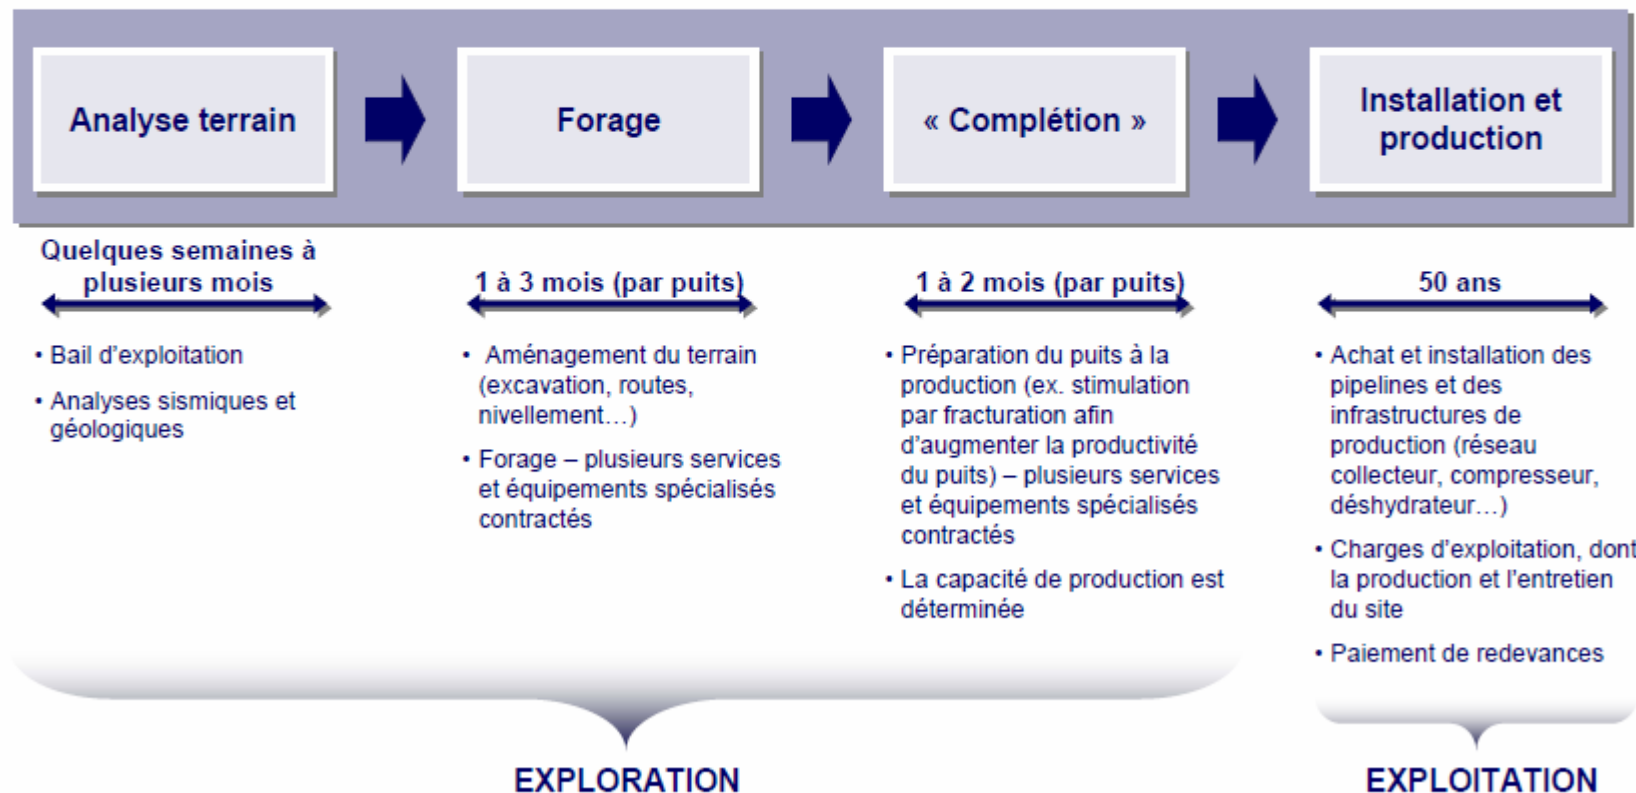 Analyse terrain
Forage
« Complétion »
Installation et
production
Quelques semaines à
plusieurs mois
1 à 3 mois (par puits)
1 à 2 mois (par puits)
50 ans
• Bail d'exploitation
• Analyses sismiques et
géologiques
• Aménagement du terrain
(excavation, routes,
nivellement…)
• Forage – plusieurs services
et équipements spécialisés
contractés
• Préparation du puits à la
production (ex. stimulation
par fracturation afin
d'augmenter la productivité
du puits) – plusieurs services
et équipements spécialisés
contractés
• La capacité de production est
déterminée
• Achat et installation des
pipelines et des
infrastructures de
production (réseau
collecteur, compresseur,
déshydrateur…)
• Charges d'exploitation, dont
la production et l'entretien
du site
• Paiement de redevances
EXPLORATION
EXPLOITATION